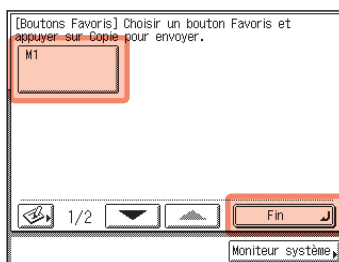 [Boutons Favoris] Choisir un bouton Favoris et
appuyer sur Copie pour envoyer.
M1
1/2
Fin
Moniteur système